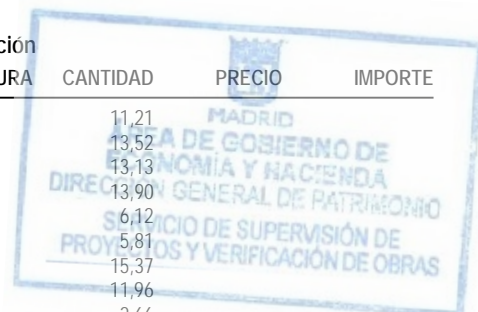 ción
URA CANTIDAD PRECIO IMPORTE
11,21
13,52
13,13
13,90
6,12
5,81
15,37
11,96
MADRID
ÁREA DE GOBIERNO DE
ECONOMÍA Y HACIENDA
DIRECCIÓN GENERAL DE PATRIMONIO
SERVICIO DE SUPERVISIÓN DE
PROYECTOS Y VERIFICACIÓN DE OBRAS